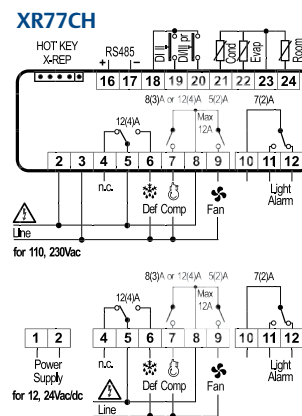 XR77CH
HOT KEY
X-REP
RS485
+ -
DI II
DI/II pr
Cond
Evap
Room
16 17 18 19 20 21 22 23 24
8(3)A or 12(4)A 5(2)A 7(2)A
12(4)A
Max
12A
2 3 4 5 6 7 8 9 10 11 12
n.c.
Def Comp
Fan
Light
Alarm
Line
for 110, 230Vac
8(3)A or 12(4)A 5(2)A 7(2)A
12(4)A
Max
12A
1 2 4 5 6 7 8 9 10 11 12
Power
Supply
n.c.
Def Comp
Fan
Light
Alarm
for 12, 24Vac/dc
Line